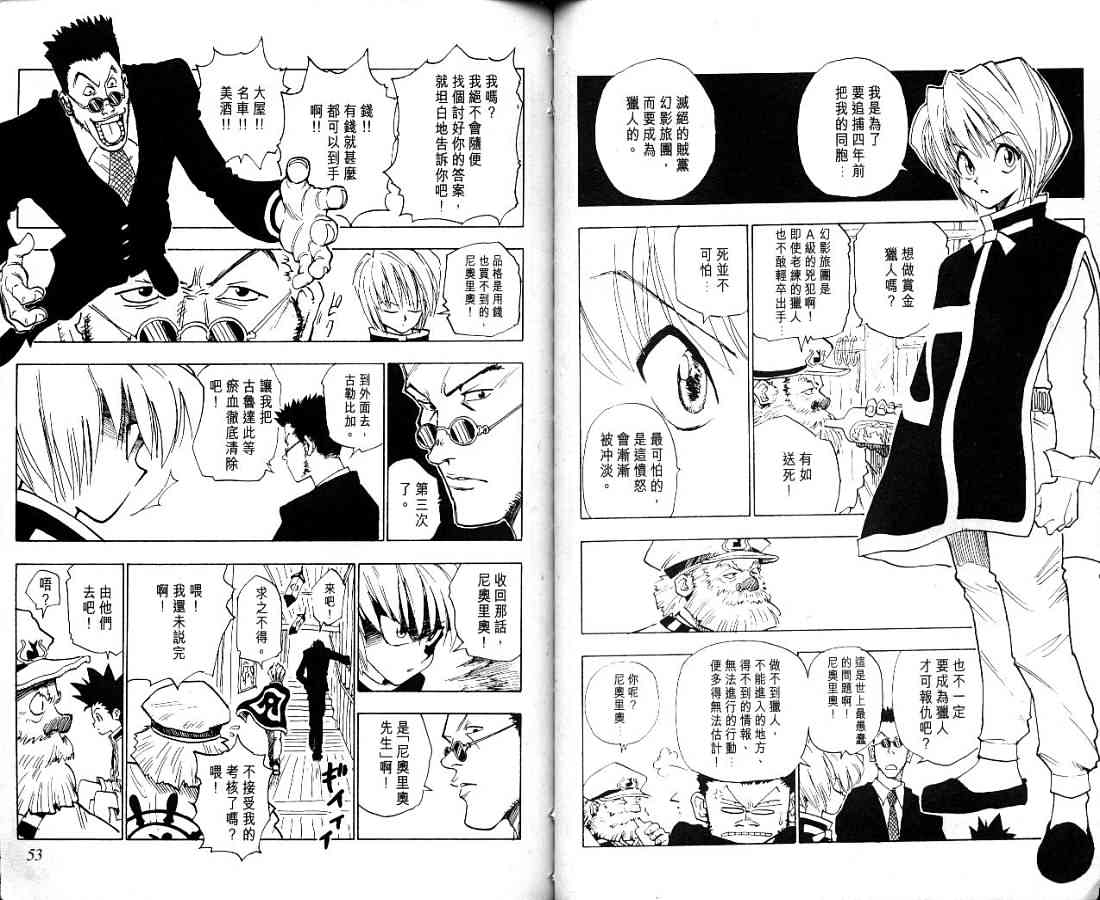 我是為了
要追捕四年前
把我的同胞…
滅絕的賊黨
幻影旅團，
而要成為
獵人的。
想做賞金
獵人嗎？
幻影旅團是
A級的兇犯啊！
即使老練的獵人
也不敢輕卒出手…
有如
送死！
死並不
可怕…
最可怕的，
是這憤怒
會漸漸
被冲淡。
也不一定
要成為獵人
才可報仇吧？
這是世上最愚蠢
的問題啊！
尼奧里奧！
做不到獵人，
不能進入的地方、
得不到的情報、
無法進行的行動…
便多得無法估計！
你呢？
尼奧里奧
…
我嗎？
我絕不會隨便
找個討好你的答案，
就坦白地告訴你吧！
錢!!
有錢就甚麼
都可以到手
啊!!
大屋!!
名車!!
美酒!!
品格是用錢
也買不到的，
尼奧里奧！
ピピッ
第三次
了。
到外面去，
古勒比加。
讓我把
古魯達此等
瘀血徹底清除
吧！
收回那話，
尼奧里奧！
是「尼奧里奧
先生」啊！
來吧！
求之不得。
ギイイイ
喂！
我還未説完
啊！
不接受我的
考核了嗎？
喂！
由他們
去吧！
唔？
53